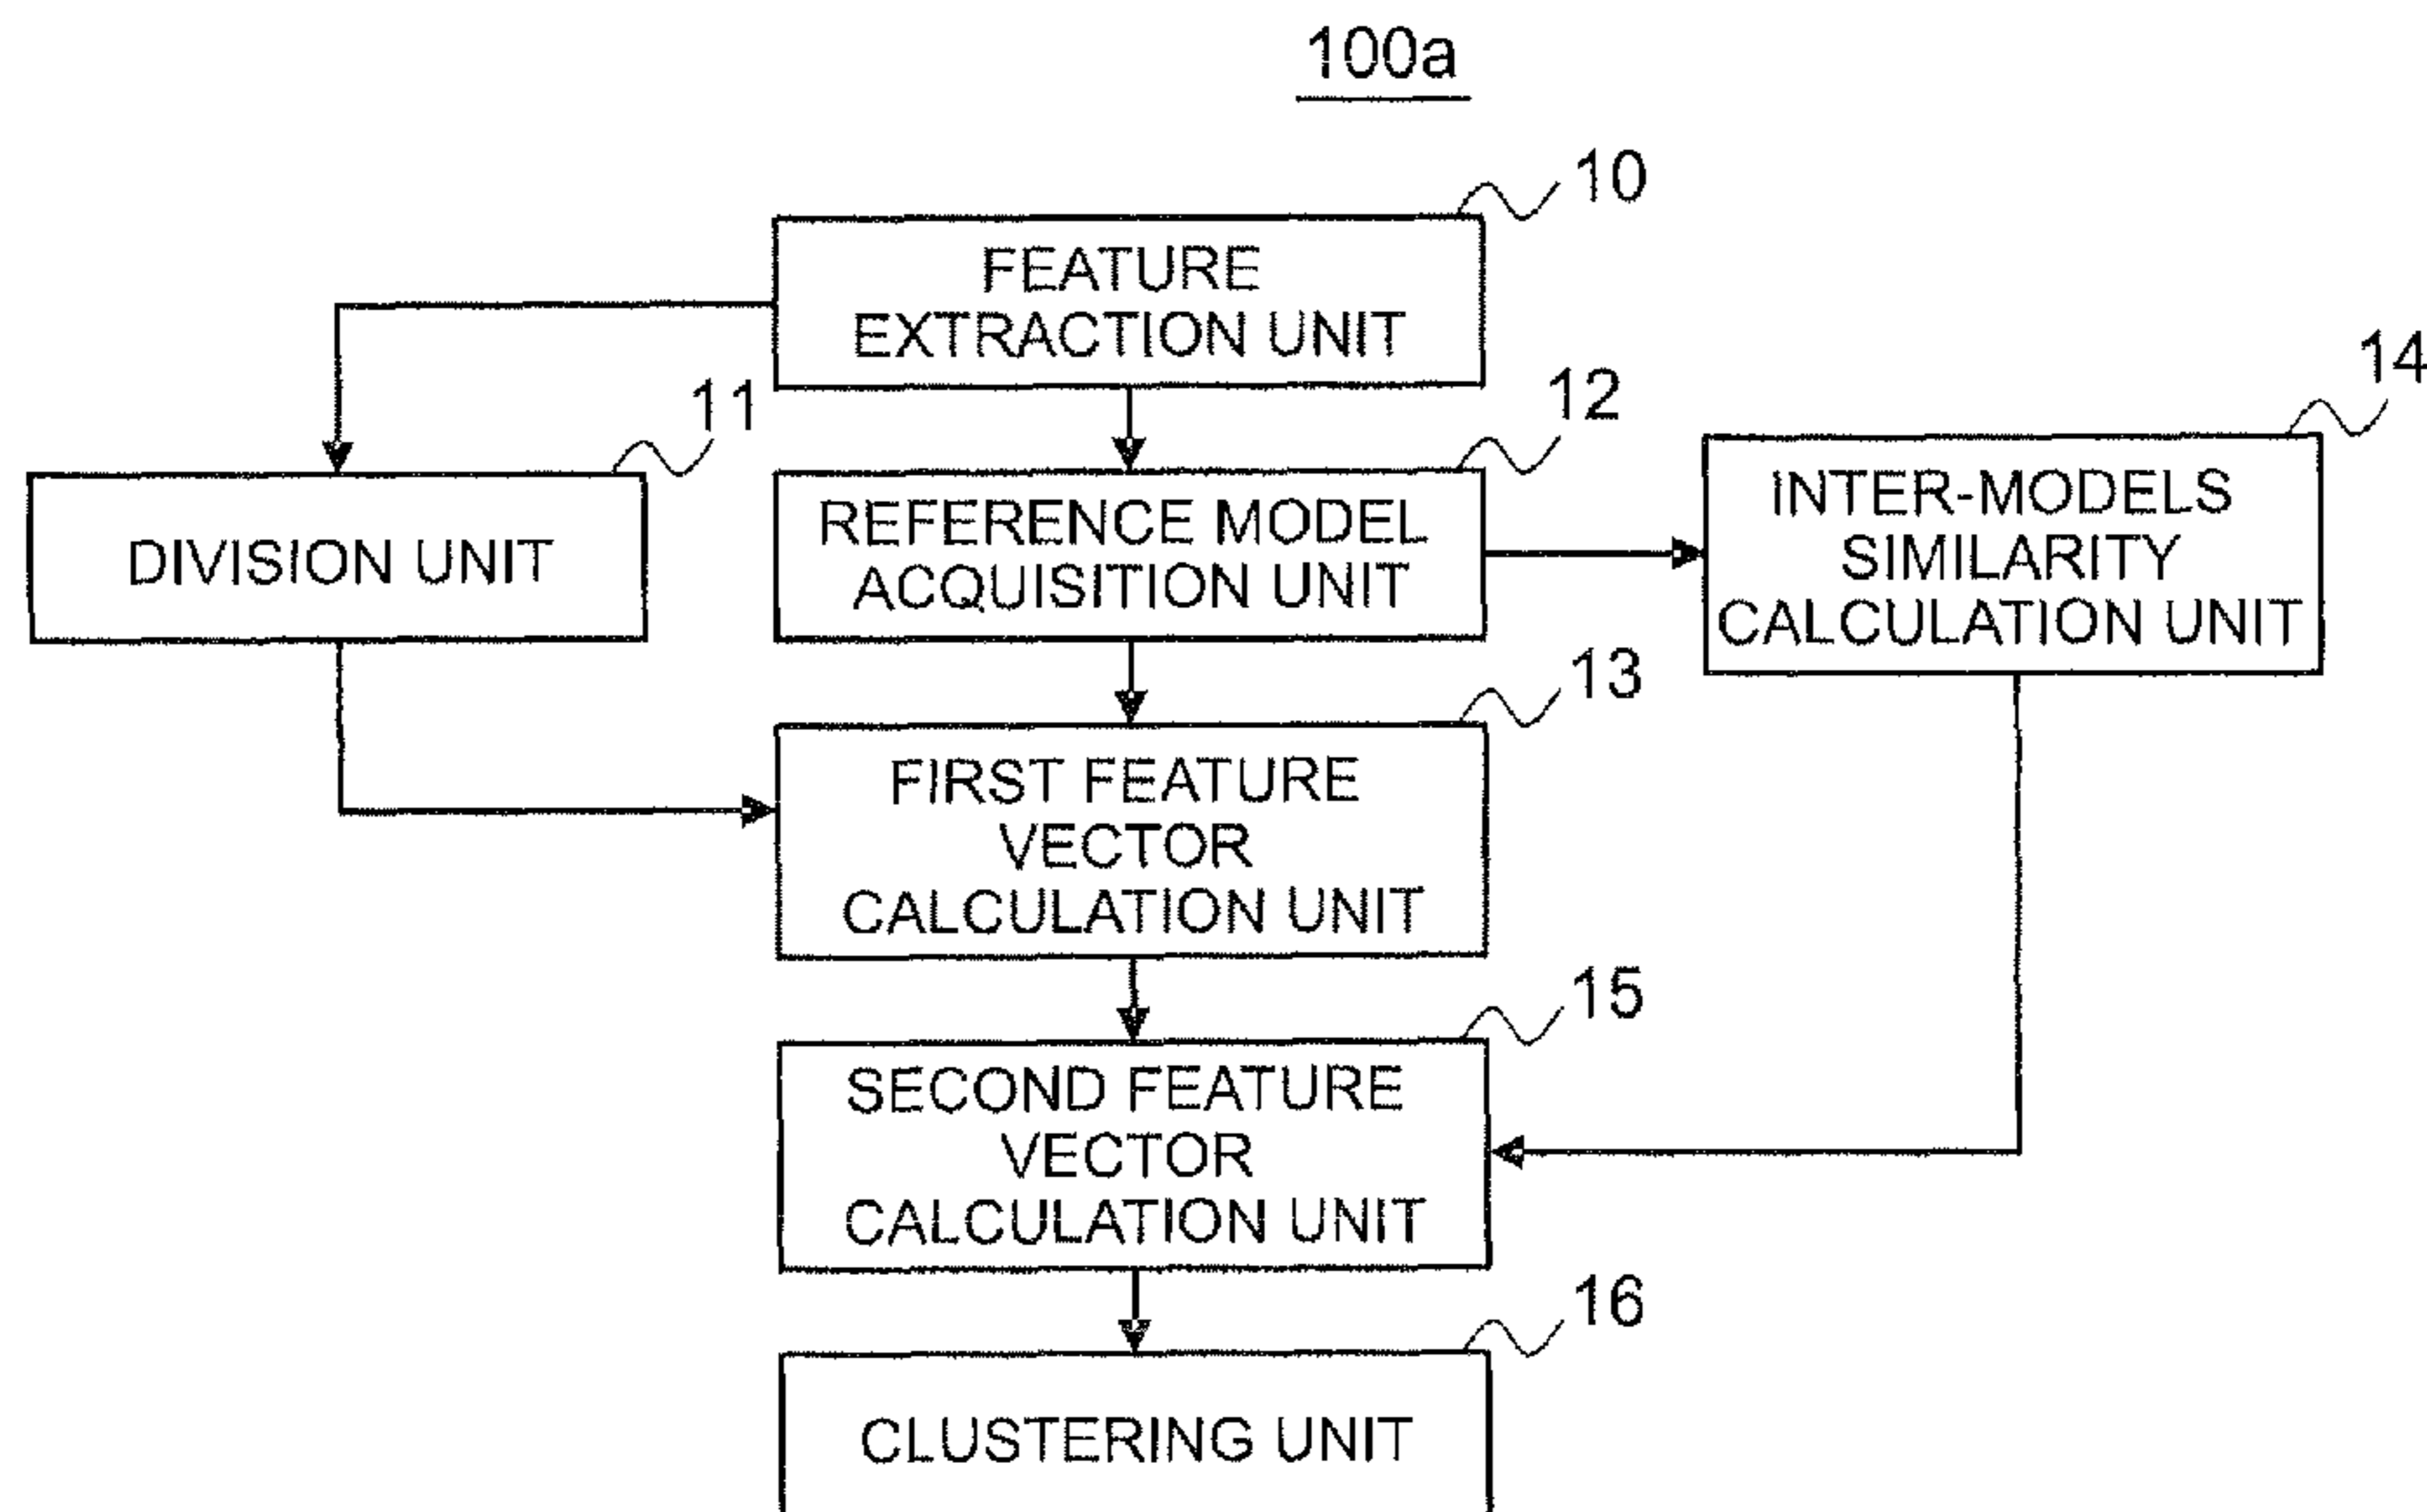 100a
10
FEATURE
EXTRACTION UNIT
11
DIVISION UNIT
12
REFERENCE MODEL
ACQUISITION UNIT
14
INTER-MODELS
SIMILARITY
CALCULATION UNIT
13
FIRST FEATURE
VECTOR
CALCULATION UNIT
15
SECOND FEATURE
VECTOR
CALCULATION UNIT
16
CLUSTERING UNIT